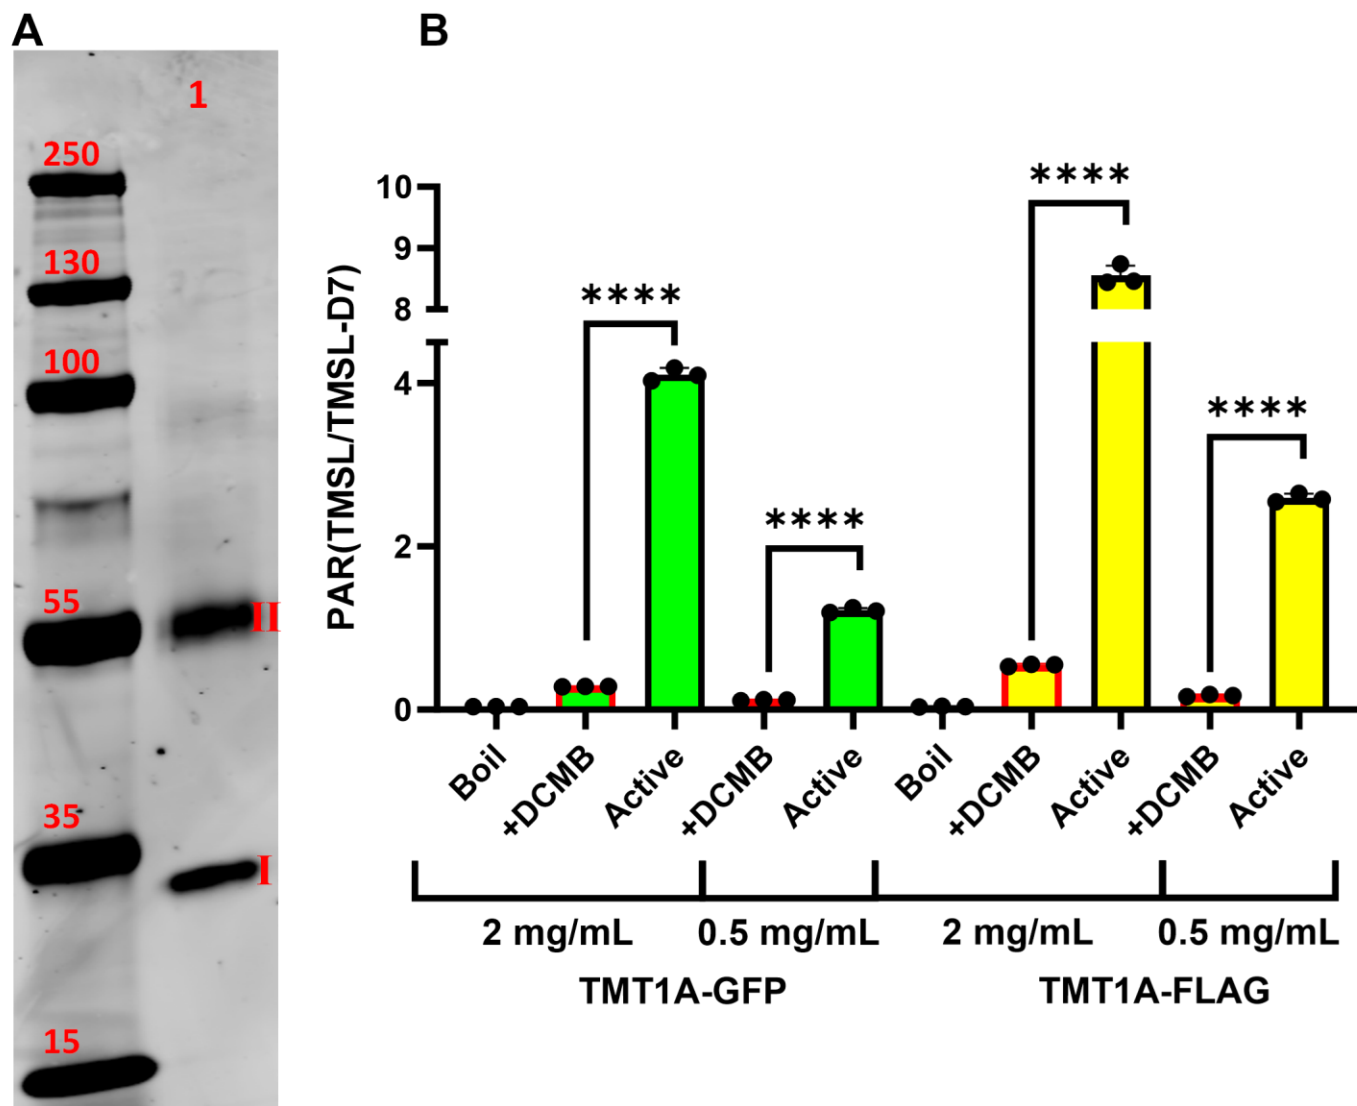 A
1
250
130
100
55
II
35
I
15
B
PAR(TMSL/TMSL-D7)
10
9
8
4
2
0
****
****
****
****
Boil
+DCMB
Active
+DCMB
Active
Boil
+DCMB
Active
+DCMB
Active
2 mg/mL
0.5 mg/mL
2 mg/mL
0.5 mg/mL
TMT1A-GFP
TMT1A-FLAG